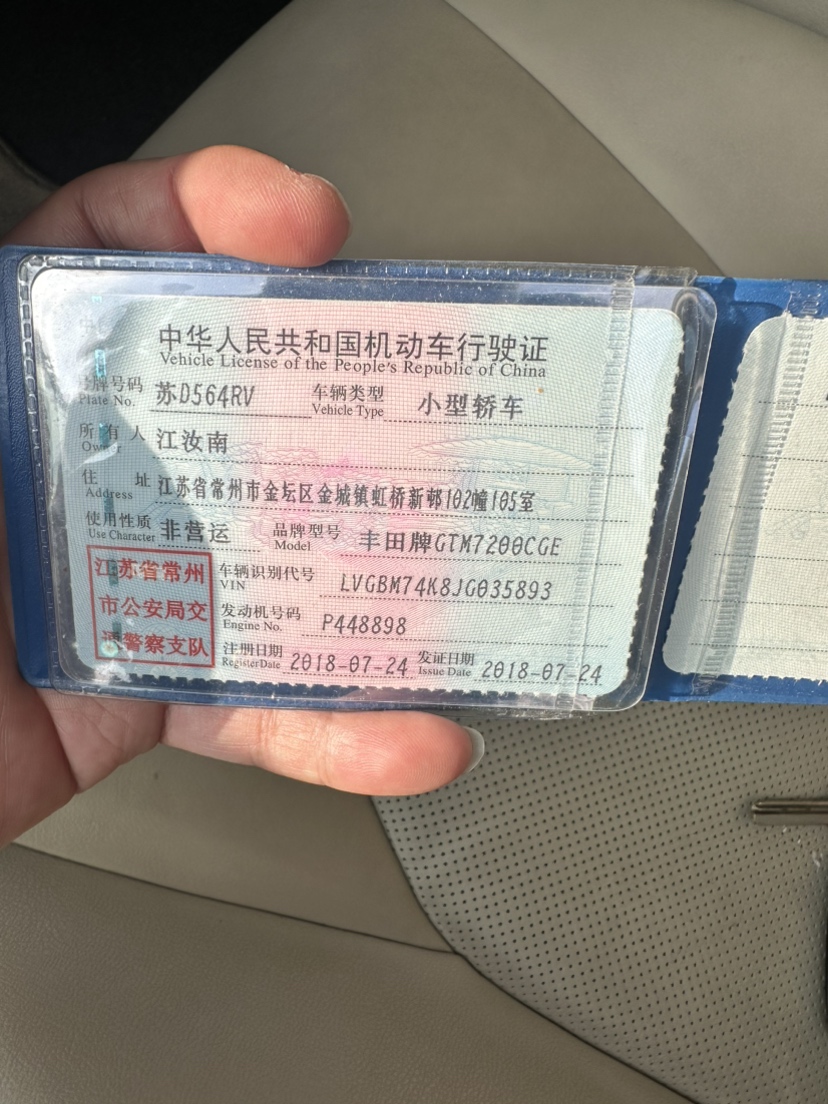 中华人民共和国机动车行驶证
Vehicle License of the People's Republic of China
号牌号码 苏D564RV 车辆类型 小型轿车
Plate No. Vehicle Type
所有人 江汝南
Owner
住址 江苏省常州市金坛区金城镇虹桥新邨102幢105室
Address
使用性质 非营运 品牌型号 丰田牌GTM7200CGE
Use Character Model
江苏省常州
市公安局交
通警察支队
车辆识别代号 LVGBM74K8JG035893
VIN
发动机号码 P448898
Engine No.
注册日期 2018-07-24 发证日期 2018-07-24
Register Date Issue Date